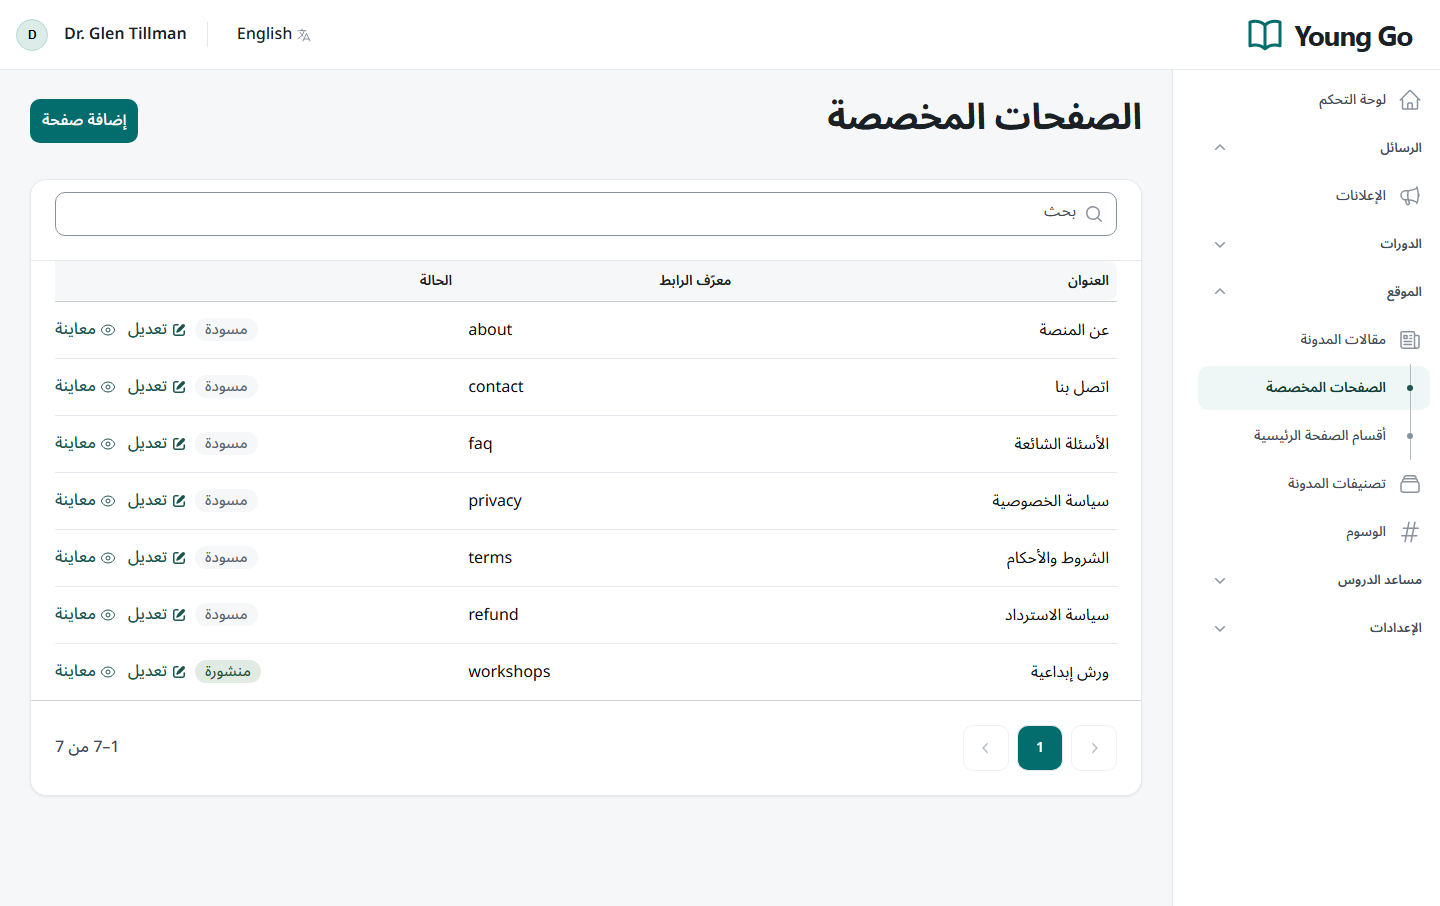 Young Go
English
Dr. Glen Tillman
D
لوحة التحكم
الرسائل
الإعلانات
الدورات
الموقع
مقالات المدونة
الصفحات المخصصة
أقسام الصفحة الرئيسية
تصنيفات المدونة
الوسوم
مساعد الدروس
الإعدادات
الصفحات المخصصة
إضافة صفحة
بحث
العنوان معرّف الرابط الحالة
عن المنصة about مسودة تعديل معاينة
اتصل بنا contact مسودة تعديل معاينة
الأسئلة الشائعة faq مسودة تعديل معاينة
سياسة الخصوصية privacy مسودة تعديل معاينة
الشروط والأحكام terms مسودة تعديل معاينة
سياسة الاسترداد refund مسودة تعديل معاينة
ورش إبداعية workshops منشورة تعديل معاينة
1
1–7 من 7